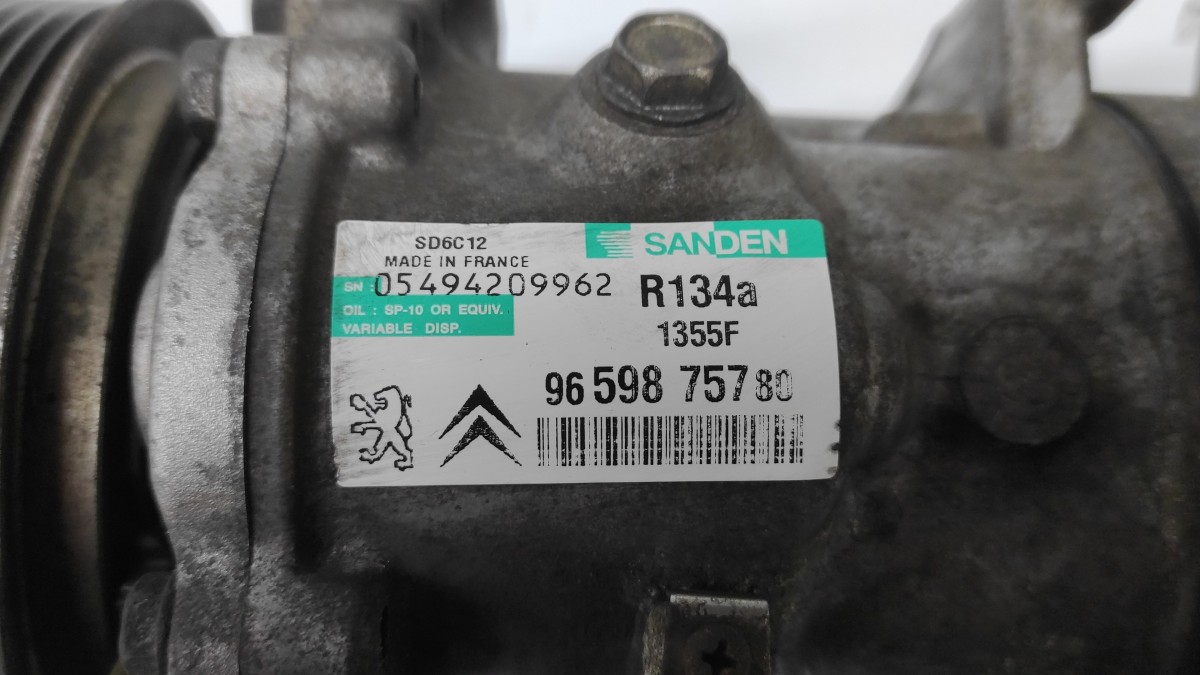 SD6C12
SANDEN
MADE IN FRANCE
SN : 05494209962
R134a
OIL : SP-10 OR EQUIV.
VARIABLE DISP.
1355F
96 598 757 80